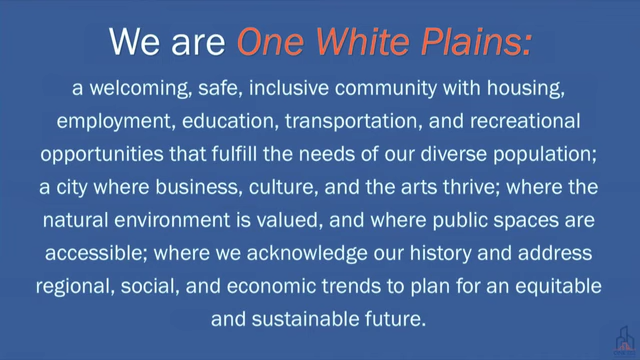 We are One White Plains:
a welcoming, safe, inclusive community with housing,
employment, education, transportation, and recreational
opportunities that fulfill the needs of our diverse population;
a city where business, culture, and the arts thrive; where the
natural environment is valued, and where public spaces are
accessible; where we acknowledge our history and address
regional, social, and economic trends to plan for an equitable
and sustainable future.